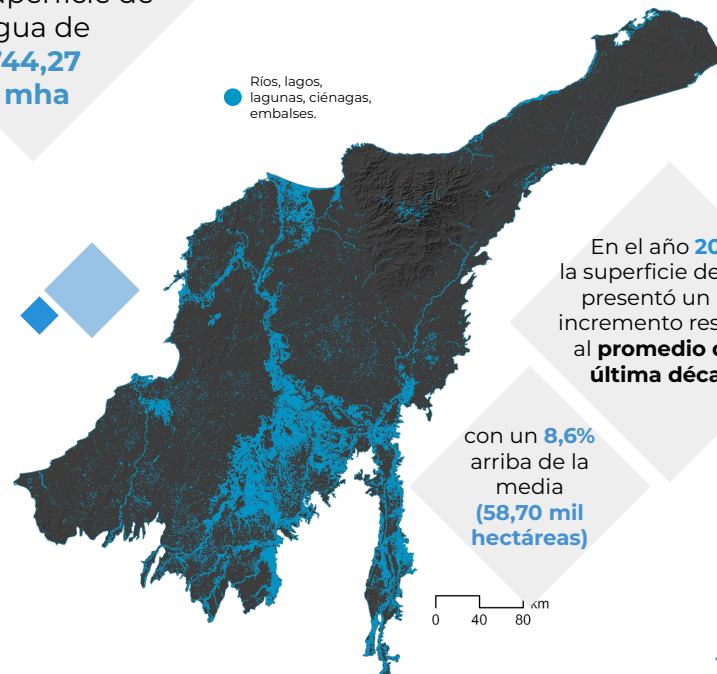 de
gua de
744,27
mha
Ríos, lagos,
lagunas, ciénagas,
embalses.
En el año
la superficie de
presentó un
incremento
al promedio
última
con un 8,6%
arriba de la
media
(58,70 mil
hectáreas)
km
0 40 80